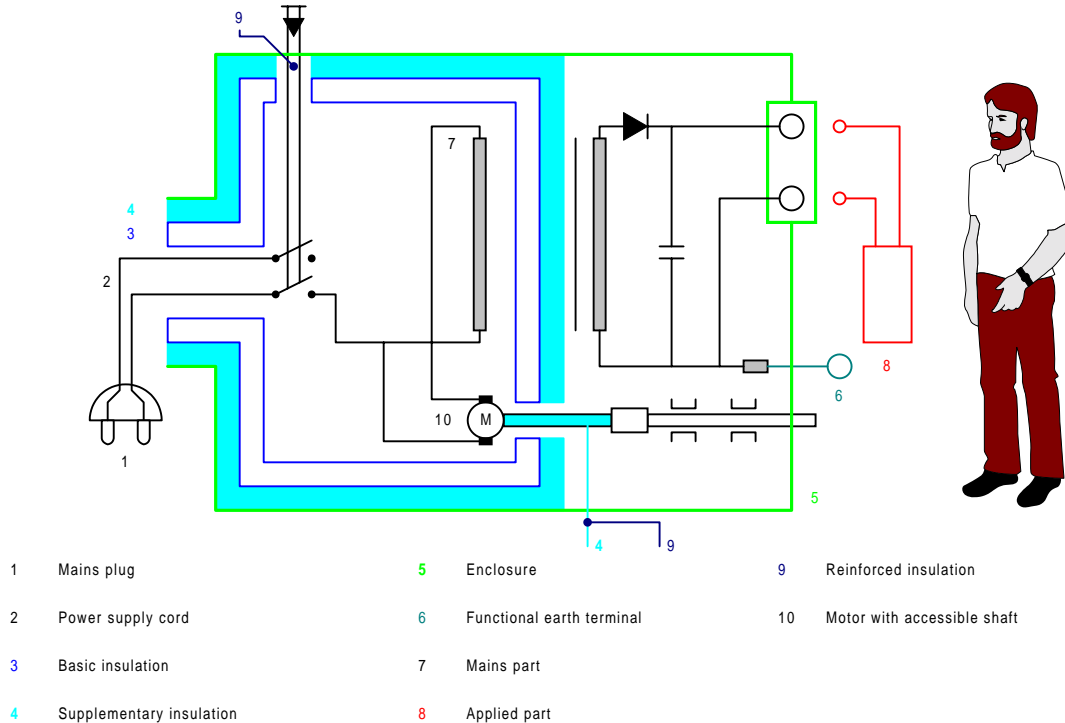 9
7
4
3
2
10 M
8
6
1
5
4 9
1 Mains plug
5 Enclosure
9 Reinforced insulation
2 Power supply cord
6 Functional earth terminal
10 Motor with accessible shaft
3 Basic insulation
7 Mains part
4 Supplementary insulation
8 Applied part